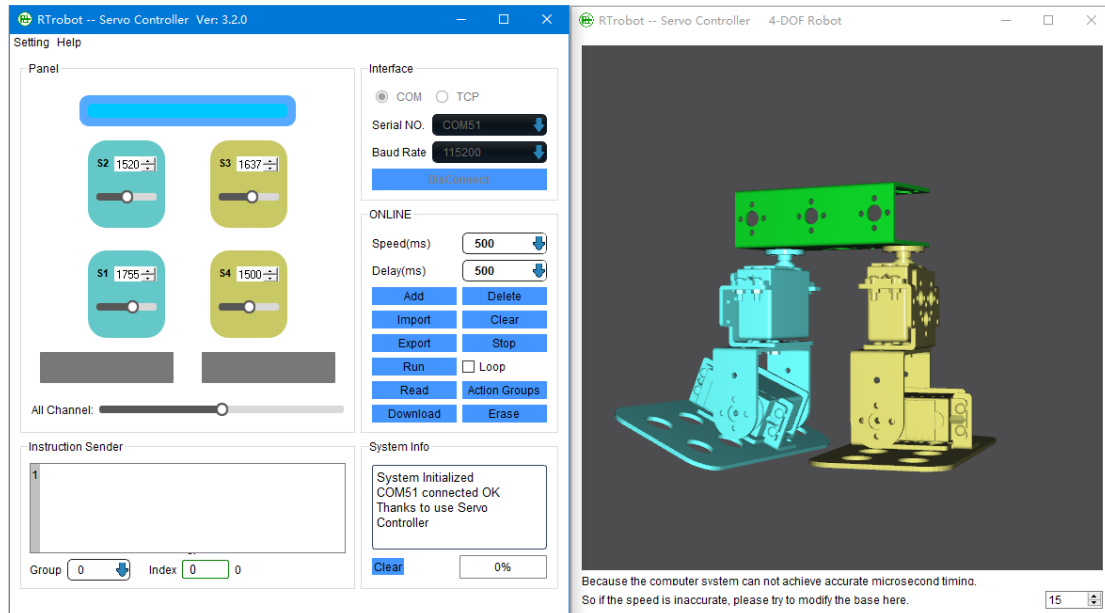 RTrobot -- Servo Controller Ver: 3.2.0
Setting Help
Panel
S2 1520
S3 1637
S1 1755
S4 1500
All Channel:
Interface
COM TCP
Serial NO. COM51
Baud Rate 115200
DisConnect
ONLINE
Speed(ms) 500
Delay(ms) 500
Add Delete
Import Clear
Export Stop
Run Loop
Read Action Groups
Download Erase
Instruction Sender
1
Group 0 Index 0 0
System Info
System Initialized
COM51 connected OK
Thanks to use Servo
Controller
Clear 0%
RTrobot -- Servo Controller 4-DOF Robot
Because the computer system can not achieve accurate microsecond timing.
So if the speed is inaccurate, please try to modify the base here. 15